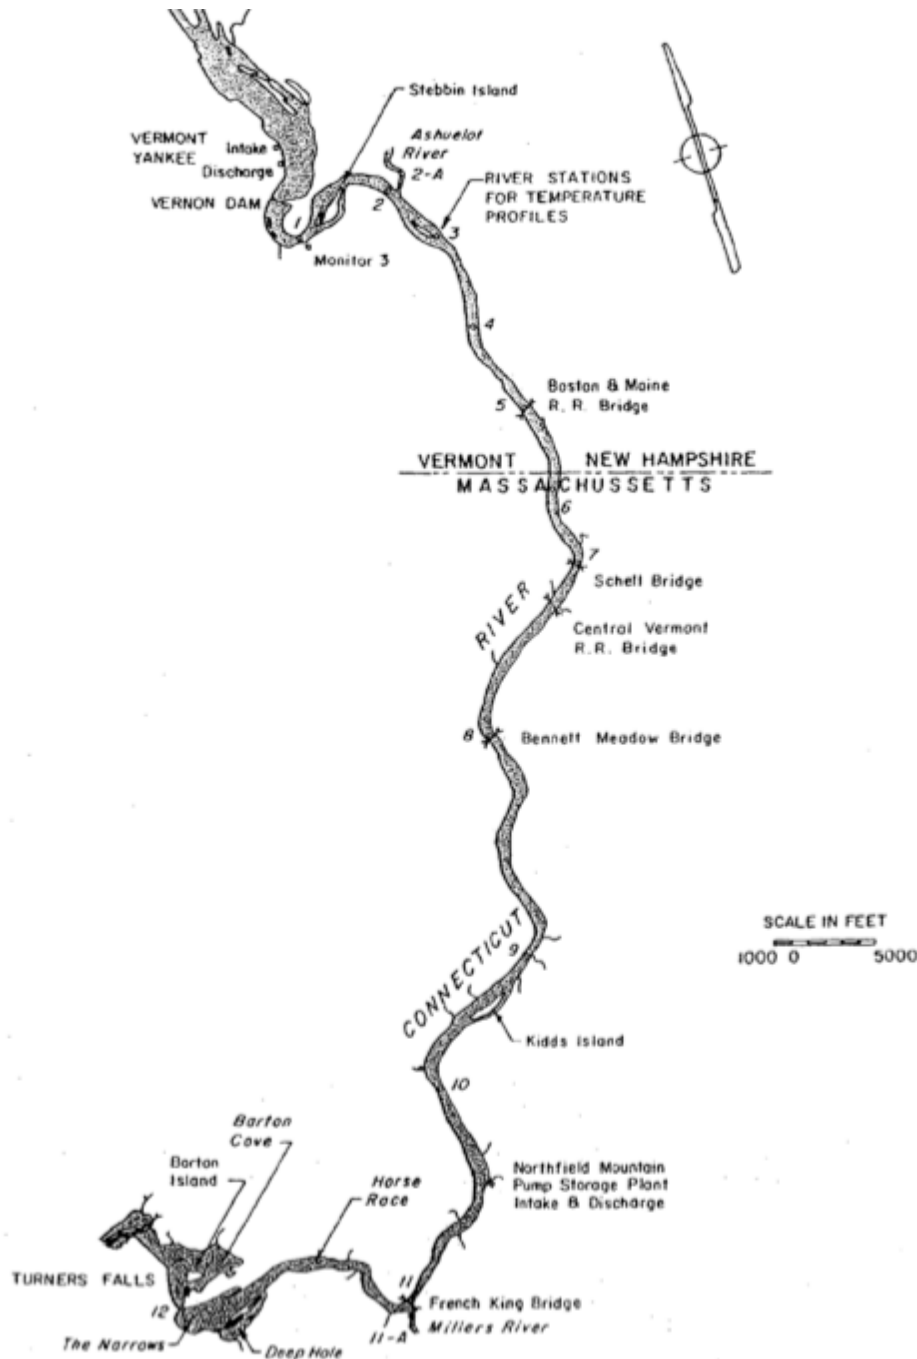 Stebbin Island
VERMONT
YANKEE
Intake
Discharge
Ashuelot
River
2-A
VERNON DAM
1
2
RIVER STATIONS
FOR TEMPERATURE
PROFILES
3
Monitor 3
4
5
Boston & Maine
R. R. Bridge
VERMONT NEW HAMPSHIRE
MASSACHUSSETTS
6
7
Schell Bridge
RIVER
Central Vermont
R.R. Bridge
8
Bennett Meadow Bridge
CONNECTICUT
9
SCALE IN FEET
1000 0 5000
Kidds Island
10
Barton
Cove
Barton
Island
Horse
Race
Northfield Mountain
Pump Storage Plant
Intake & Discharge
TURNERS FALLS
11
12
French King Bridge
11-A
Millers River
The Narrows
Deep Hole